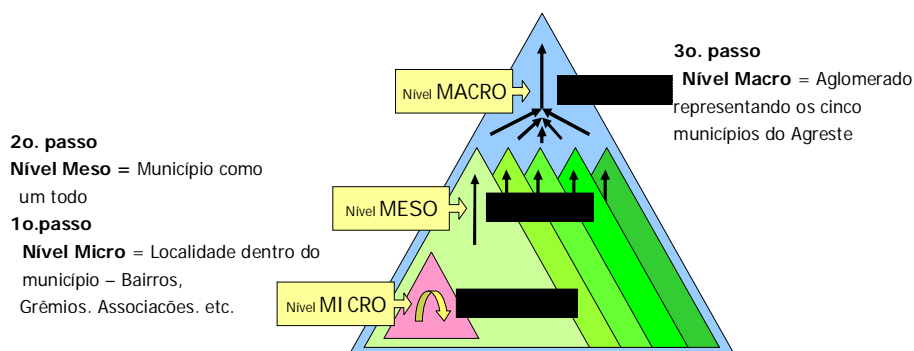 3o. passo
Nível Macro = Aglomerado
representando os cinco
municípios do Agreste
Nível MACRO
2o. passo
Nível Meso = Município como
um todo
Nível MESO
1o.passo
Nível Micro = Localidade dentro do
município – Bairros,
Grêmios. Associacões. etc.
Nível MICRO